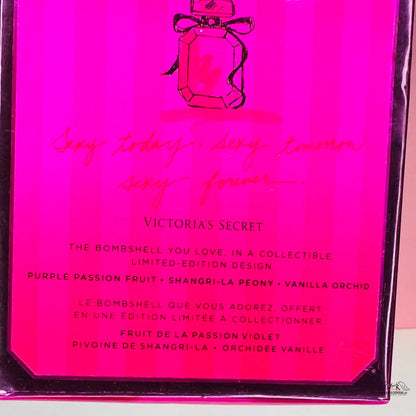 Sexy today. Sexy tomorrow!
Sexy forever.
VICTORIA'S SECRET
THE BOMBSHELL YOU LOVE, IN A COLLECTIBLE,
LIMITED-EDITION DESIGN.
PURPLE PASSION FRUIT • SHANGRI-LA PEONY • VANILLA ORCHID
LE BOMBSHELL QUE VOUS ADOREZ, OFFERT
EN UNE ÉDITION LIMITÉE À COLLECTIONNER.
FRUIT DE LA PASSION VIOLET
PIVOINE DE SHANGRI-LA • ORCHIDÉE VANILLE